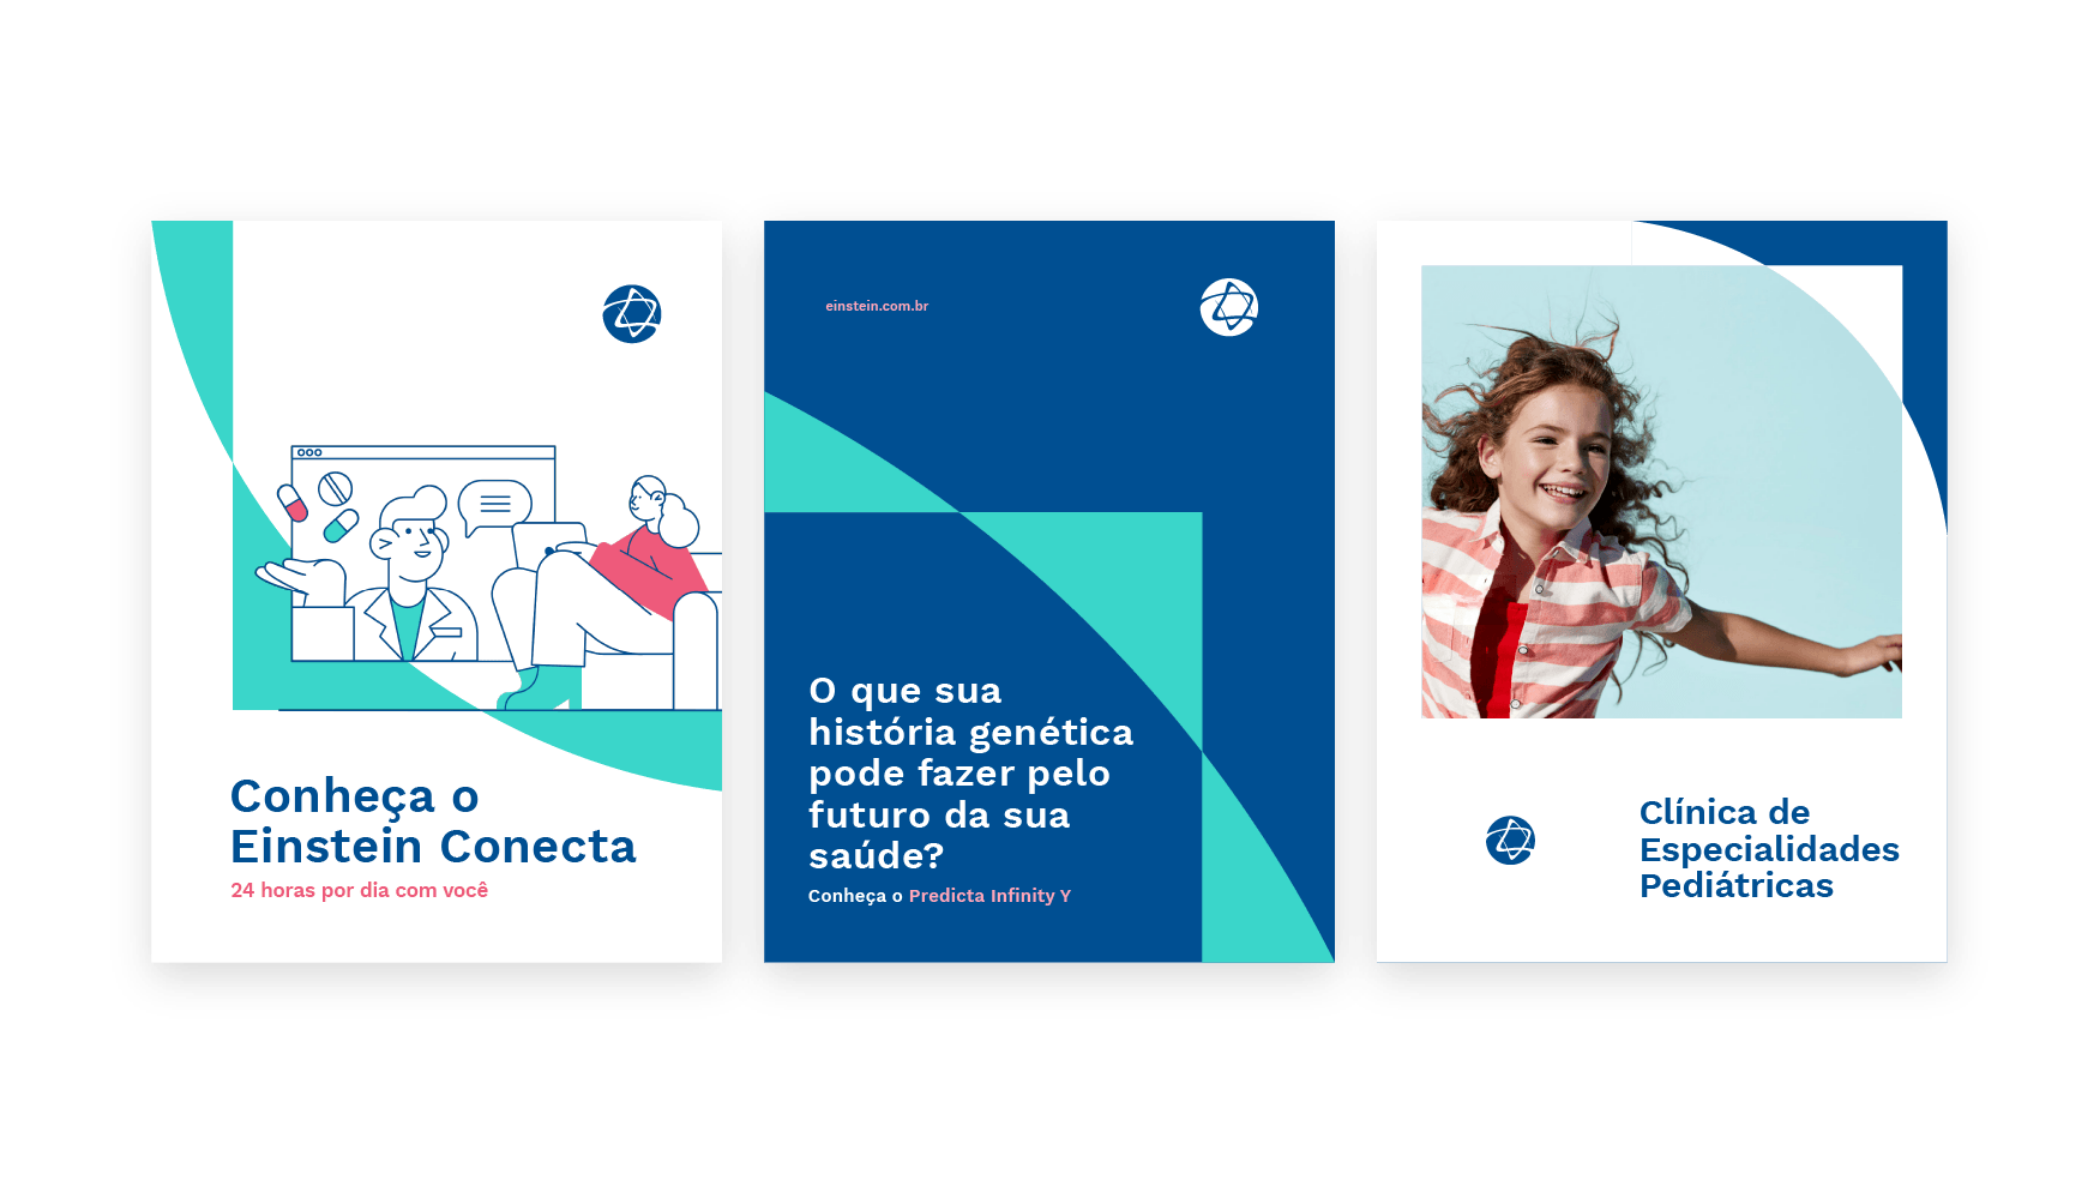 Conheça o
Einstein Conecta
24 horas por dia com você
einstein.com.br
O que sua
história genética
pode fazer pelo
futuro da sua
saúde?
Conheça o Predicta Infinity Y
Clínica de
Especialidades
Pediátricas